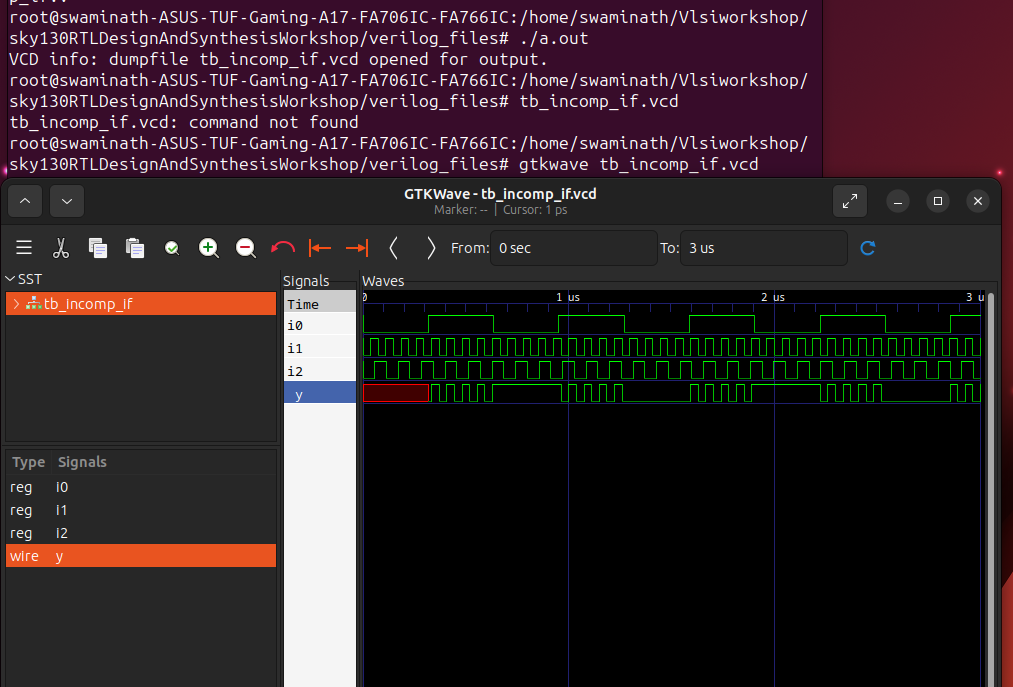 root@swaminath-ASUS-TUF-Gaming-A17-FA706IC-FA766IC:/home/swaminath/Vlsiworkshop/
sky130RTLDesignAndSynthesisWorkshop/verilog_files# ./a.out
VCD info: dumpfile tb_incomp_if.vcd opened for output.
root@swaminath-ASUS-TUF-Gaming-A17-FA706IC-FA766IC:/home/swaminath/Vlsiworkshop/
sky130RTLDesignAndSynthesisWorkshop/verilog_files# tb_incomp_if.vcd
tb_incomp_if.vcd: command not found
root@swaminath-ASUS-TUF-Gaming-A17-FA706IC-FA766IC:/home/swaminath/Vlsiworkshop/
sky130RTLDesignAndSynthesisWorkshop/verilog_files# gtkwave tb_incomp_if.vcd
GTKWave - tb_incomp_if.vcd
Marker: -- | Cursor: 1 ps
From: 0 sec To: 3 us
SST
tb_incomp_if
Type Signals
reg i0
reg i1
reg i2
wire y
Signals
Time
i0
i1
i2
y
Waves
0 1 us 2 us 3 u